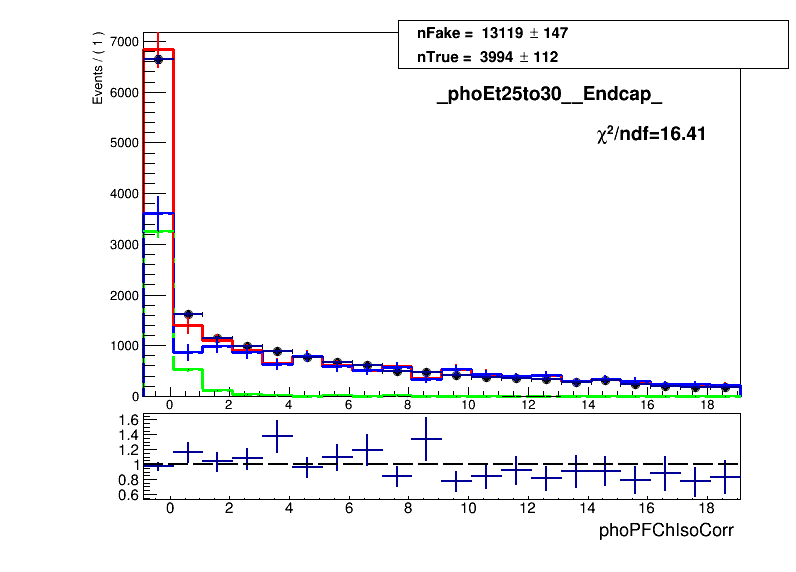 nFake = 13119 ± 147
nTrue = 3994 ± 112
_phoEt25to30__Endcap_
χ²/ndf=16.41
Events / ( 1 )
7000
6000
5000
4000
3000
2000
1000
0
0 2 4 6 8 10 12 14 16 18
1.6
1.4
1.2
1
0.8
0.6
0 2 4 6 8 10 12 14 16 18
phoPFChIsoCorr